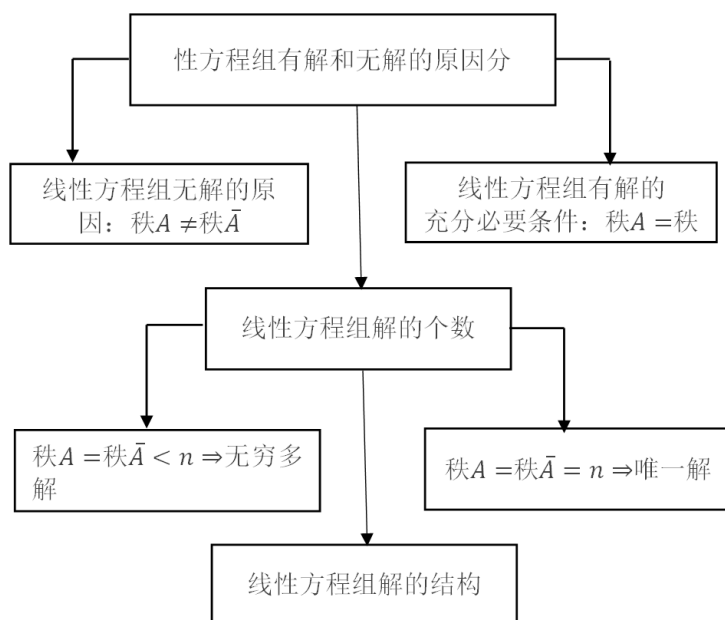 性方程组有解和无解的原因分
线性方程组无解的原
因：秩A ≠秩Ā
线性方程组有解的
充分必要条件：秩A =秩
线性方程组解的个数
秩A =秩Ā < n ⇒无穷多
解
秩A =秩Ā = n ⇒唯一解
线性方程组解的结构